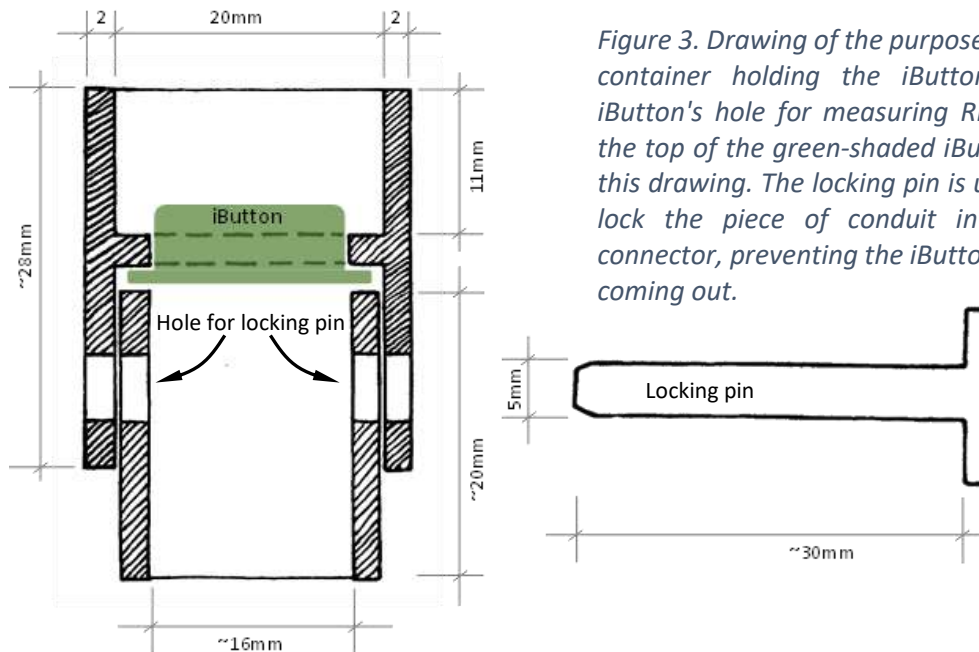 2
20mm
2
Figure 3. Drawing of the purpose
container holding the iButton
iButton's hole for measuring R
the top of the green-shaded iBu
this drawing. The locking pin is u
lock the piece of conduit in
connector, preventing the iButto
coming out.
11mm
iButton
~28mm
Hole for locking pin
5mm
Locking pin
~20mm
~30mm
~16mm